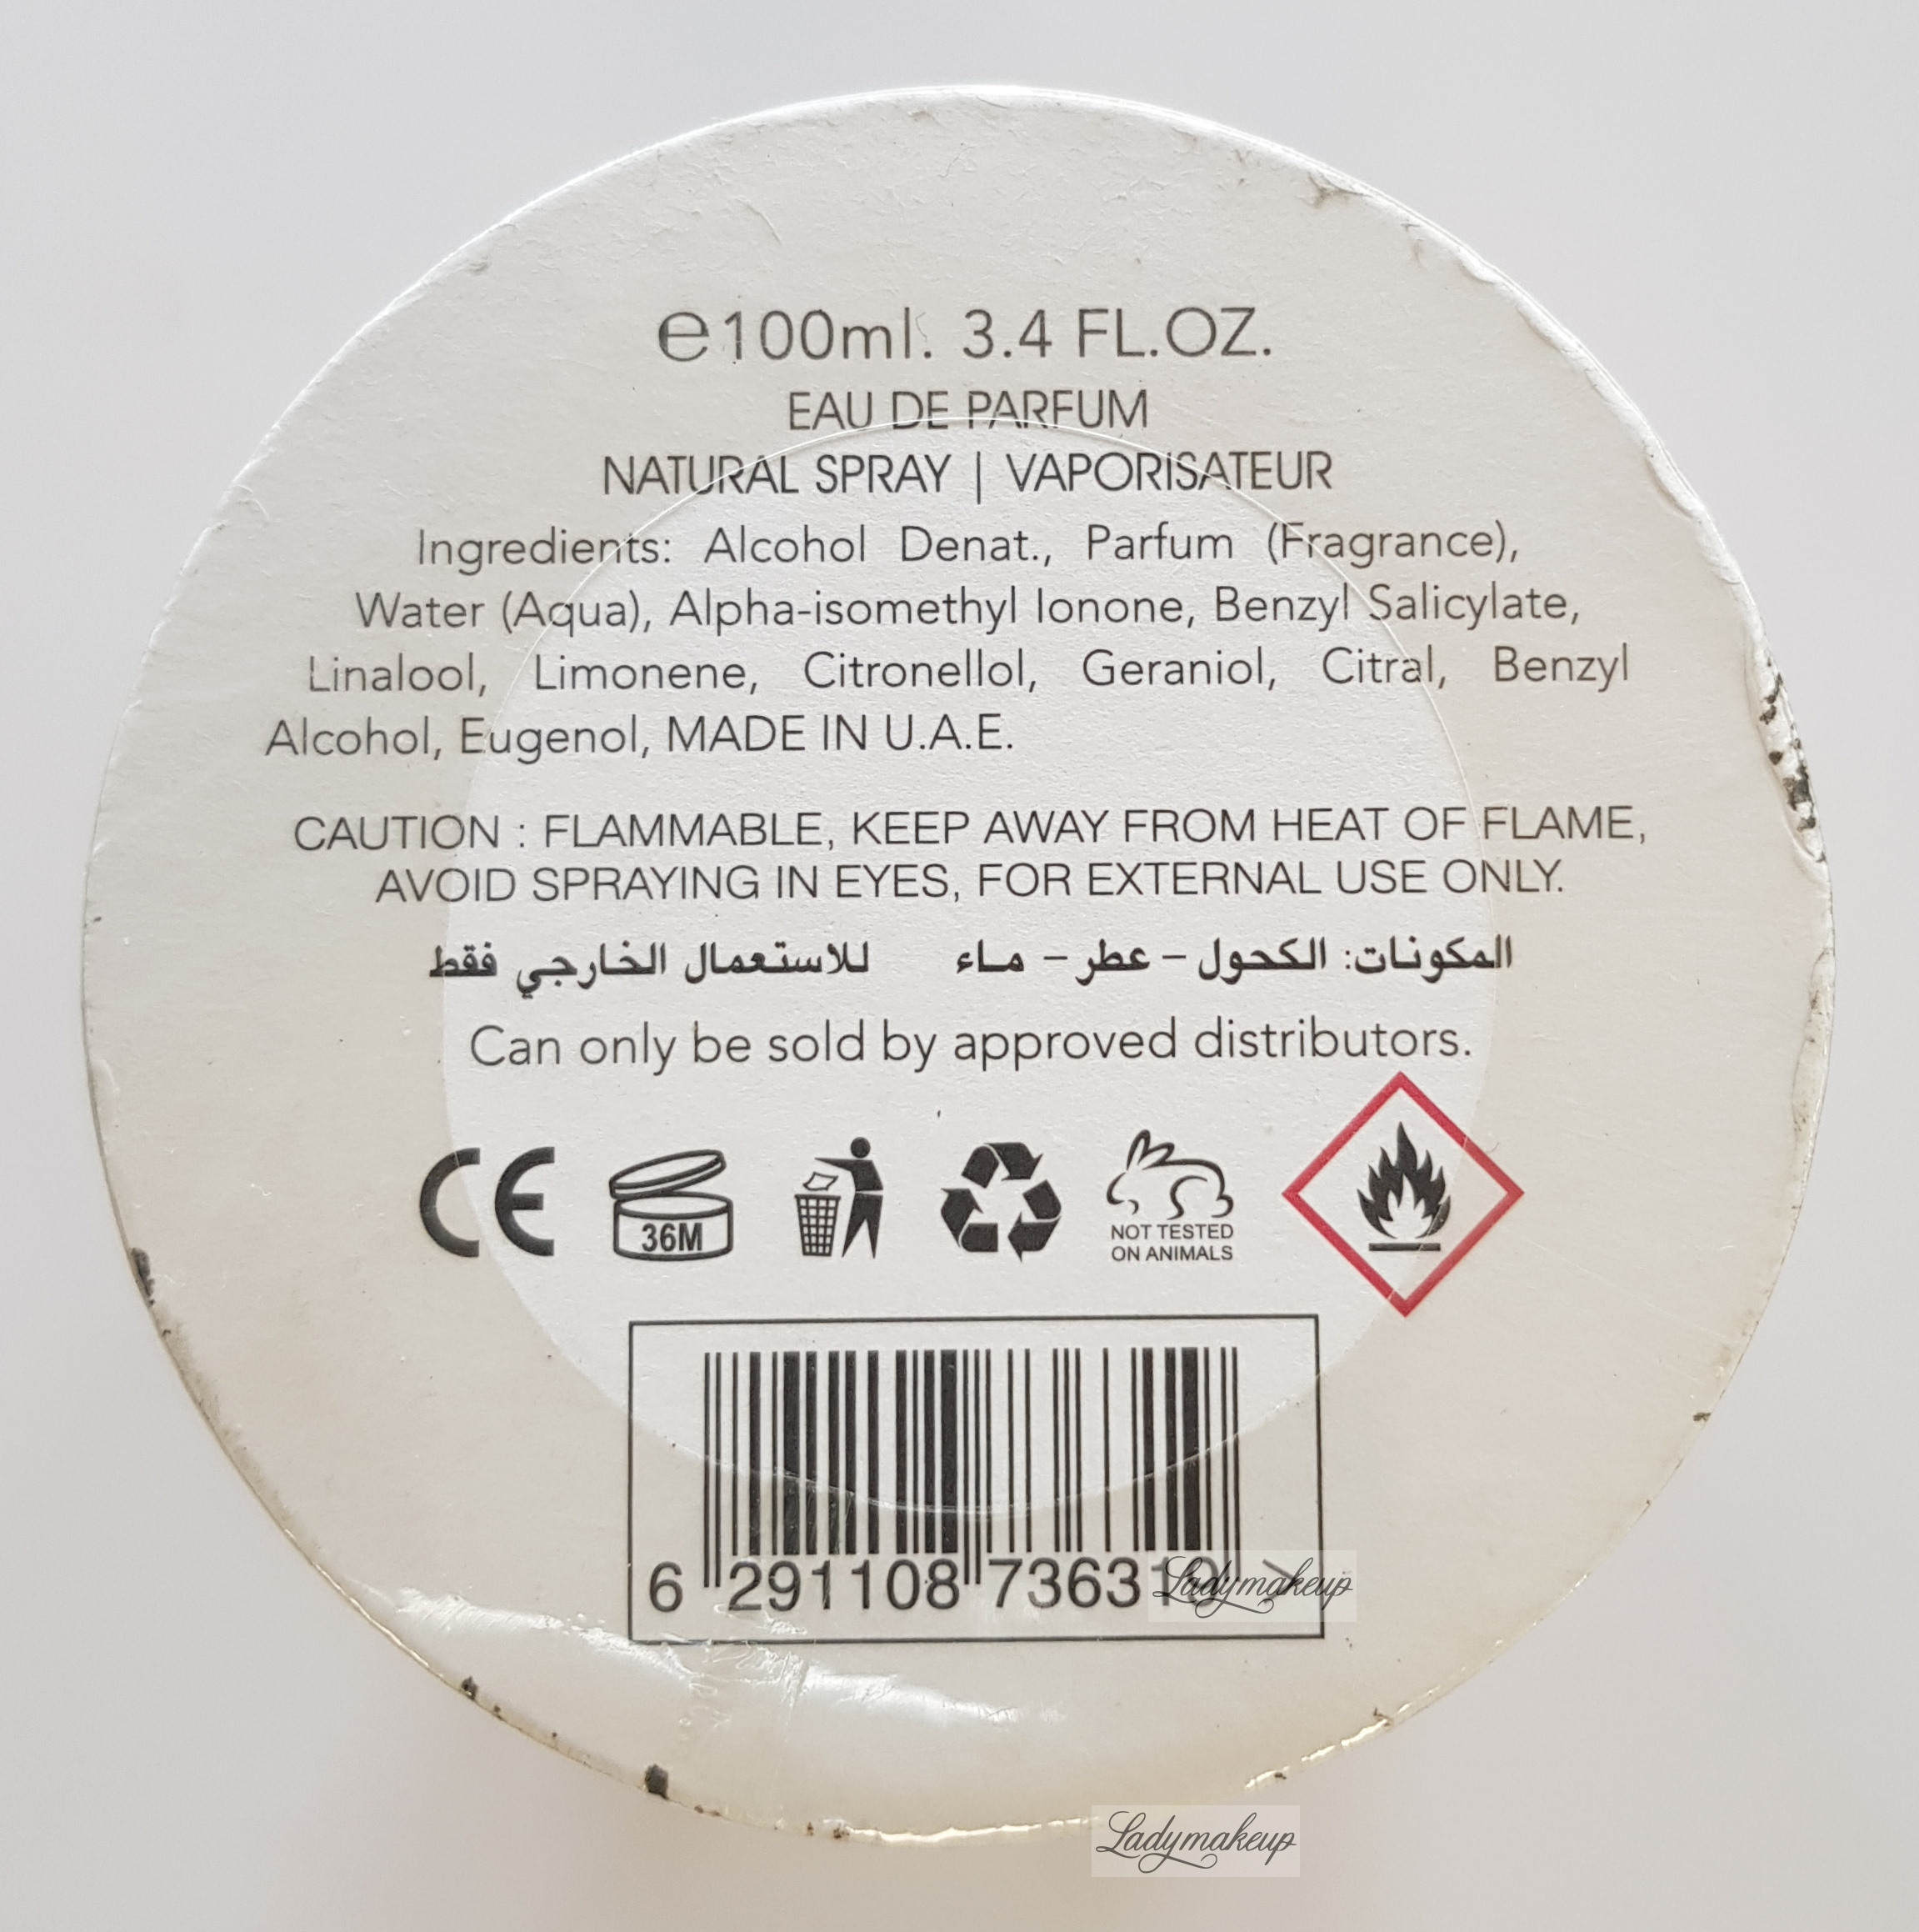 ℮100ml. 3.4 FL.OZ.
EAU DE PARFUM
NATURAL SPRAY | VAPORISATEUR
Ingredients: Alcohol Denat., Parfum (Fragrance),
Water (Aqua), Alpha-isomethyl Ionone, Benzyl Salicylate,
Linalool, Limonene, Citronellol, Geraniol, Citral, Benzyl
Alcohol, Eugenol, MADE IN U.A.E.
CAUTION : FLAMMABLE, KEEP AWAY FROM HEAT OF FLAME,
AVOID SPRAYING IN EYES, FOR EXTERNAL USE ONLY.
المكونات: الكحول - عطر - ماء للاستعمال الخارجي فقط
Can only be sold by approved distributors.
CE
36M
NOT TESTED
ON ANIMALS
6 291108 736310 >
Ladymakeup
Ladymakeup